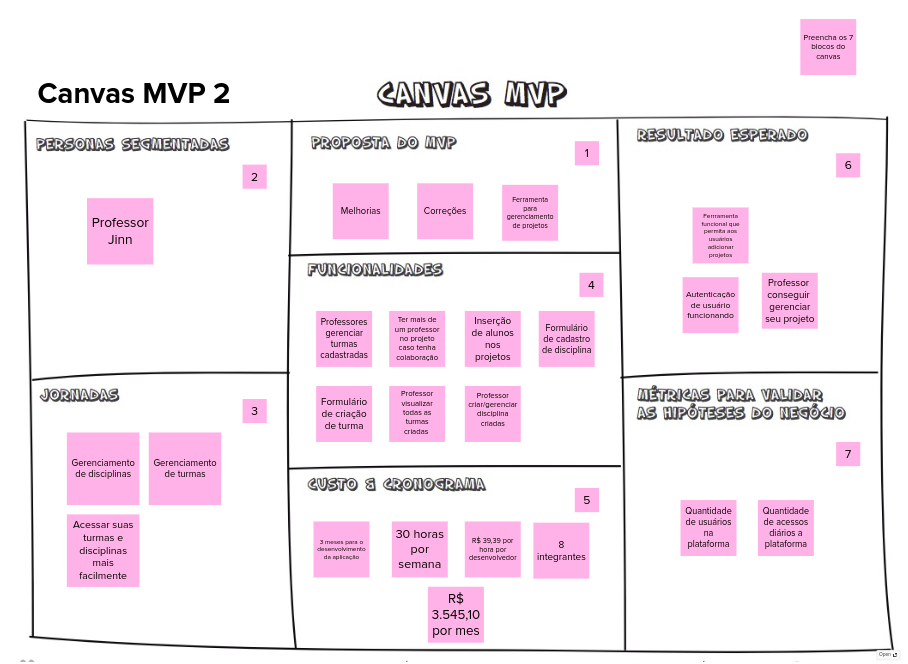 Preencha os 7
blocos do
canvas
Canvas MVP 2
CANVAS MVP
PERSONAS SEGMENTADAS
2
Professor
Jinn
PROPOSTA DO MVP
1
Melhorias
Correções
Ferramenta
para
gerenciamento
de projetos
RESULTADO ESPERADO
6
Ferrramenta
funcional que
permita aos
usuários
adicionar
projetos
Autenticação
de usuário
funcionando
Professor
conseguir
gerenciar
seu projeto
FUNCIONALIDADES
4
Professores
gerenciar
turmas
cadastradas
Ter mais de
um professor
no projeto
caso tenha
colaboração
Inserção
de alunos
nos
projetos
Formulário
de cadastro
de disciplina
Formulário
de criação
de turma
Professor
visualizar
todas as
turmas
criadas
Professor
criar/gerenciar
disciplina
criadas
JORNADAS
3
Gerenciamento
de disciplinas
Gerenciamento
de turmas
Acessar suas
turmas e
disciplinas
mais
facilmente
CUSTO & CRONOGRAMA
5
3 meses para o
desenvolvimento
da aplicação
30 horas
por
semana
R$ 39,39 por
hora por
desenvolvedor
8
integrantes
R$
3.545,10
por mes
MÉTRICAS PARA VALIDAR
AS HIPÓTESES DO NEGÓCIO
7
Quantidade
de usuários
na
plataforma
Quantidade
de acessos
diários a
plataforma
Open